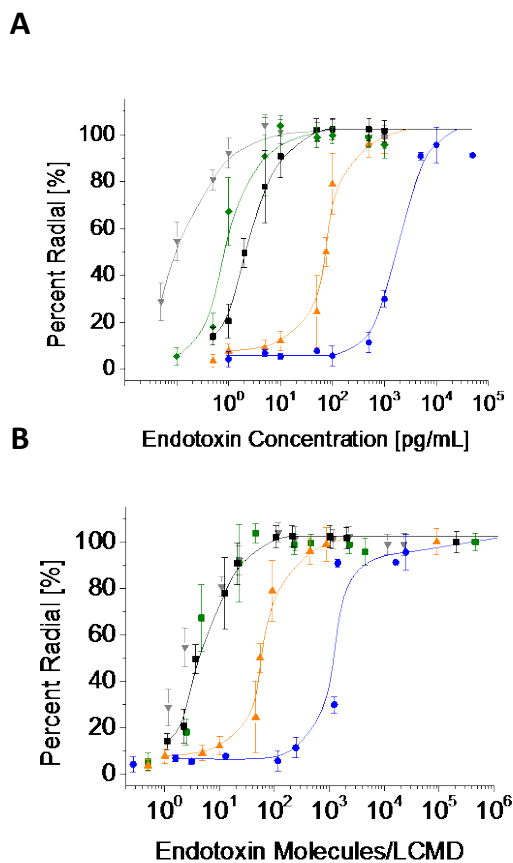 A
Percent Radial [%]
100
80
60
40
20
0
10^0 10^1 10^2 10^3 10^4 10^5
Endotoxin Concentration [pg/mL]
B
Percent Radial [%]
100
80
60
40
20
0
10^0 10^1 10^2 10^3 10^4 10^5 10^6
Endotoxin Molecules/LCMD